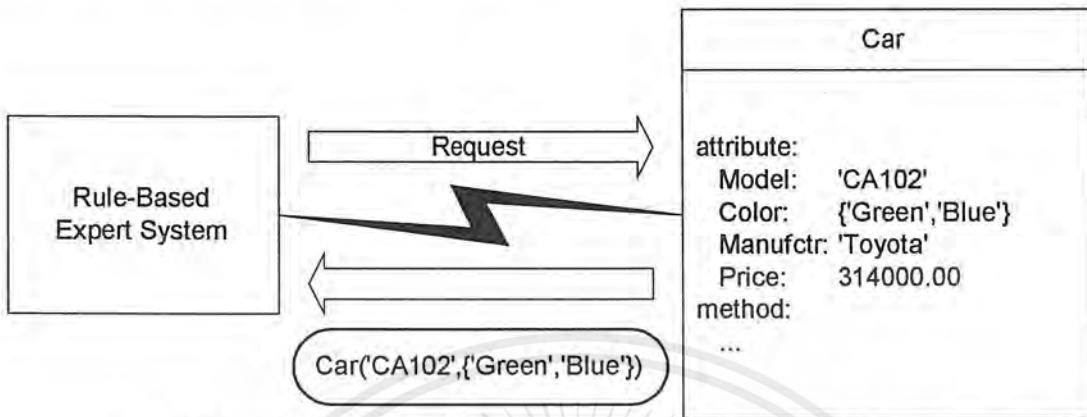 Car
Rule-Based
Expert System
Request
attribute:
Model: 'CA102'
Color: {'Green','Blue'}
Manufctr: 'Toyota'
Price: 314000.00
method:
...
Car('CA102',{'Green','Blue'})